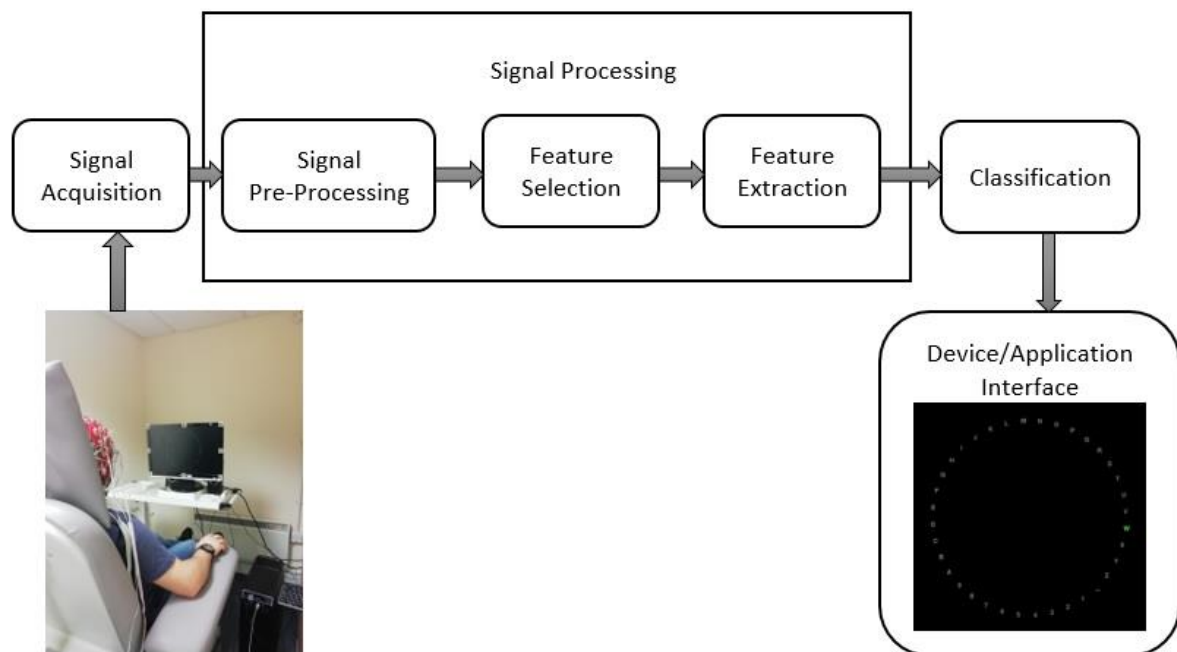 Signal Processing
Signal
Acquisition
Signal
Pre-Processing
Feature
Selection
Feature
Extraction
Classification
Device/Application
Interface